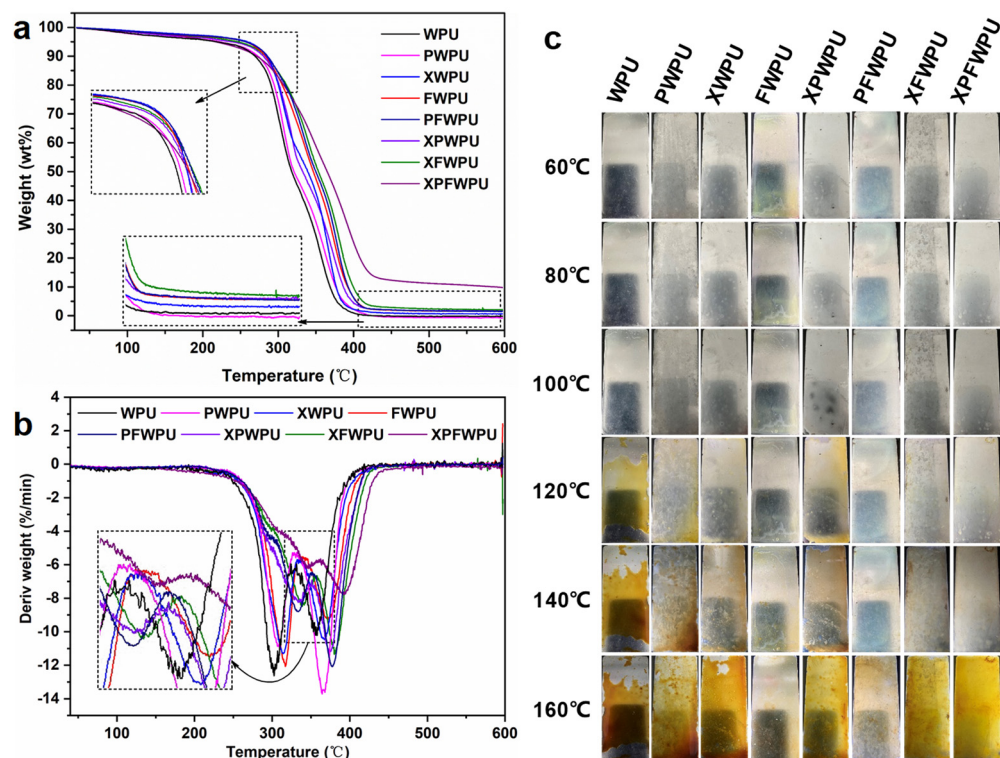 a
100
90
80
70
60
50
40
30
20
10
0
Weight (wt%)
WPU
PWPU
XWPU
FWPU
PFWPU
XPWPU
XFWPU
XPFWPU
100 200 300 400 500 600
Temperature (℃)
b
4
2
0
-2
-4
-6
-8
-10
-12
-14
Deriv weight (%/min)
WPU PWPU XWPU FWPU
PFWPU XPWPU XFWPU XPFWPU
100 200 300 400 500 600
Temperature (℃)
c
WPU PWPU XWPU FWPU XPWPU PFWPU XFWPU XPFWPU
60℃
80℃
100℃
120℃
140℃
160℃